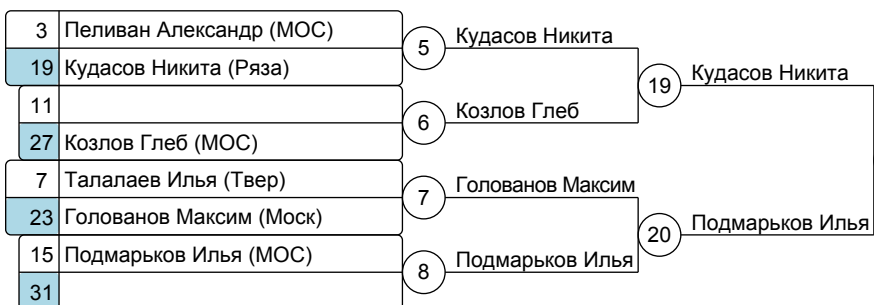 3 Пеливан Александр (МОС)
19 Кудасов Никита (Ряза)
5 Кудасов Никита
19 Кудасов Никита
11
27 Козлов Глеб (МОС)
6 Козлов Глеб
7 Талалаев Илья (Твер)
23 Голованов Максим (Моск)
7 Голованов Максим
20 Подмарьков Илья
15 Подмарьков Илья (МОС)
31
8 Подмарьков Илья